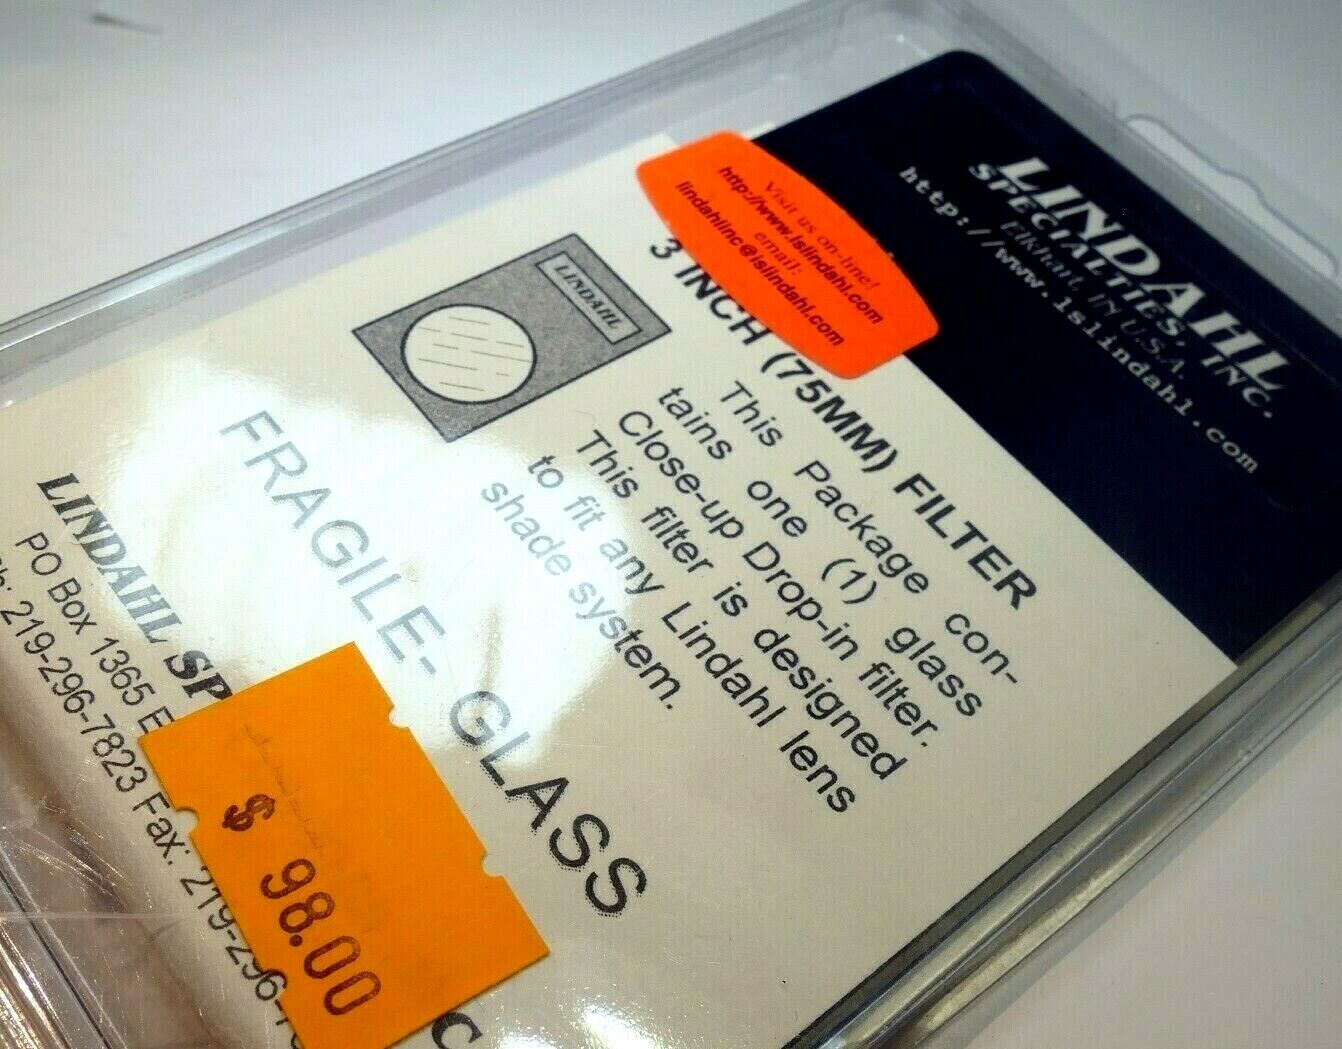 LINDAHL
SPECIALTIES, INC.
Elkhart, IN U.S.A.
http://www.lslindahl.com
Visit us on-line!
http://www.lslindahl.com
email:
lindahlinc@lslindahl.com
3 INCH (75MM) FILTER
LINDAHL
This Package con-
tains one (1) glass
Close-up Drop-in filter.
This filter is designed
to fit any Lindahl lens
shade system.
FRAGILE- GLASS
LINDAHL SP C
PO Box 1365 E
Ph: 219-296-7823 Fax: 219-296-
$ 98.00